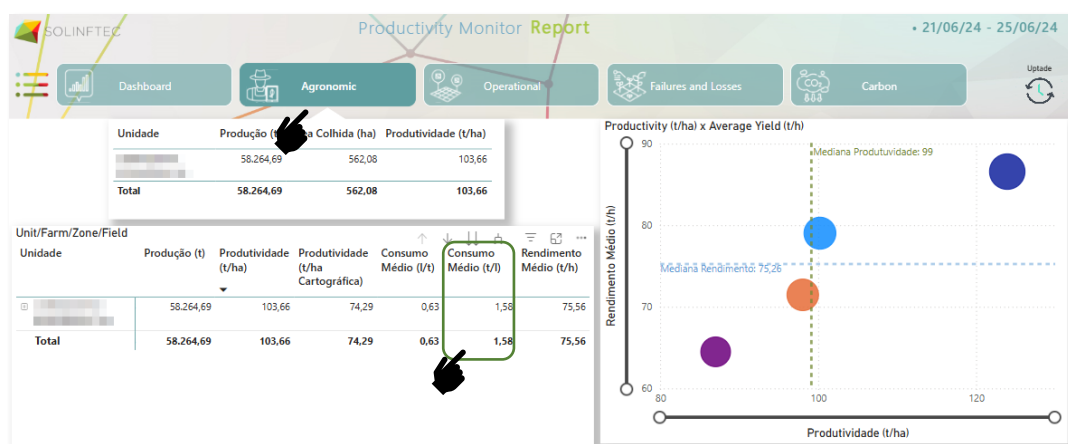 SOLINFTEC
Productivity Monitor Report
• 21/06/24 - 25/06/24
Dashboard
Agronomic
Operational
CO2
Failures and Losses
Carbon
Uptade
Unidade Produção (t) Colhida (ha) Produtividade (t/ha)
58.264,69 562,08 103,66
Total 58.264,69 562,08 103,66
Unit/Farm/Zone/Field
Unidade Produção (t) Produtividade (t/ha) Produtividade (t/ha Cartográfica) Consumo Médio (l/t) Consumo Médio (t/l) Rendimento Médio (t/h)
58.264,69 103,66 74,29 0,63 1,58 75,56
Total 58.264,69 103,66 74,29 0,63 1,58 75,56
Productivity (t/ha) x Average Yield (t/h)
90
80
70
60
Rendimento Médio (t/h)
Mediana Produtuvidade: 99
Mediana Rendimento: 75,26
80 100 120
Produtividade (t/ha)